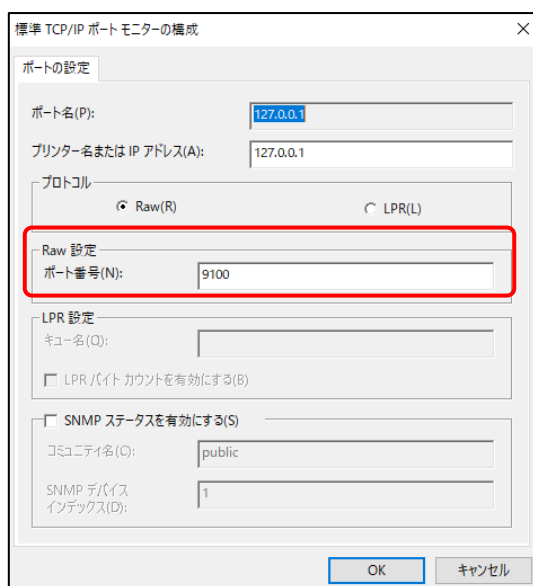 標準 TCP/IP ポート モニターの構成
ポートの設定
ポート名(P):
127.0.0.1
プリンター名または IP アドレス(A):
127.0.0.1
プロトコル
Raw(R)
LPR(L)
Raw 設定
ポート番号(N):
9100
LPR 設定
キュー名(Q):
LPR バイト カウントを有効にする(B)
SNMP ステータスを有効にする(S)
コミュニティ名(C):
public
SNMP デバイス
インデックス(D):
1
OK
キャンセル